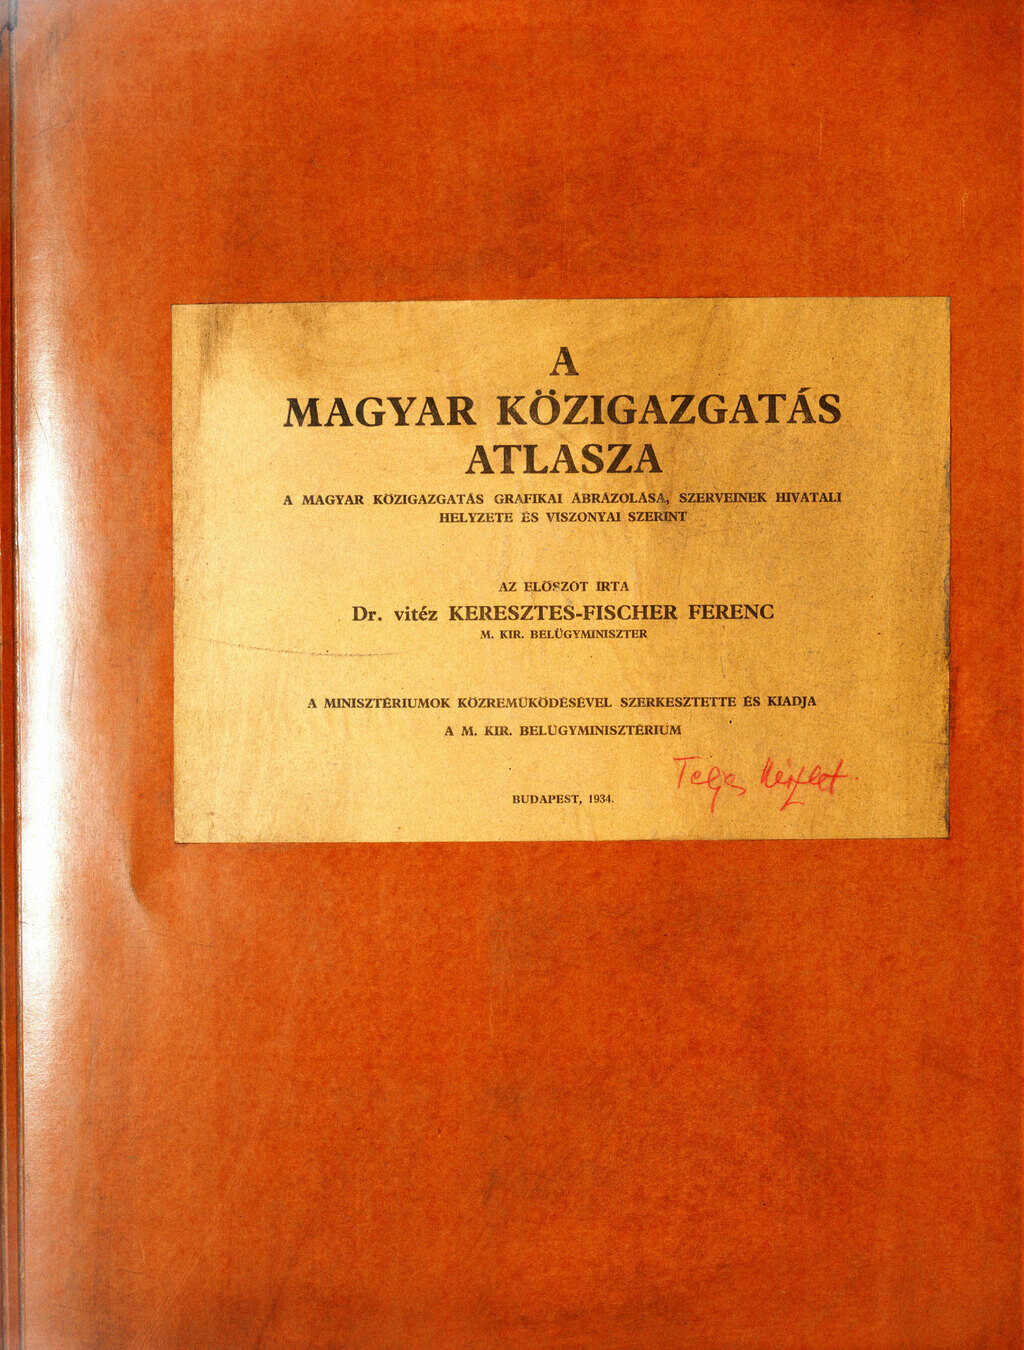 A
MAGYAR KÖZIGAZGATÁS
ATLASZA
A MAGYAR KÖZIGAZGATÁS GRAFIKAI ÁBRÁZOLÁSA, SZERVEINEK HIVATALI
HELYZETE ÉS VISZONYAI SZERINT
AZ ELŐSZÓT IRTA
Dr. vitéz KERESZTES-FISCHER FERENC
M. KIR. BELÜGYMINISZTER
A MINISZTÉRIUMOK KÖZREMŰKÖDÉSÉVEL SZERKESZTETTE ÉS KIADJA
A M. KIR. BELÜGYMINISZTÉRIUM
BUDAPEST, 1934.